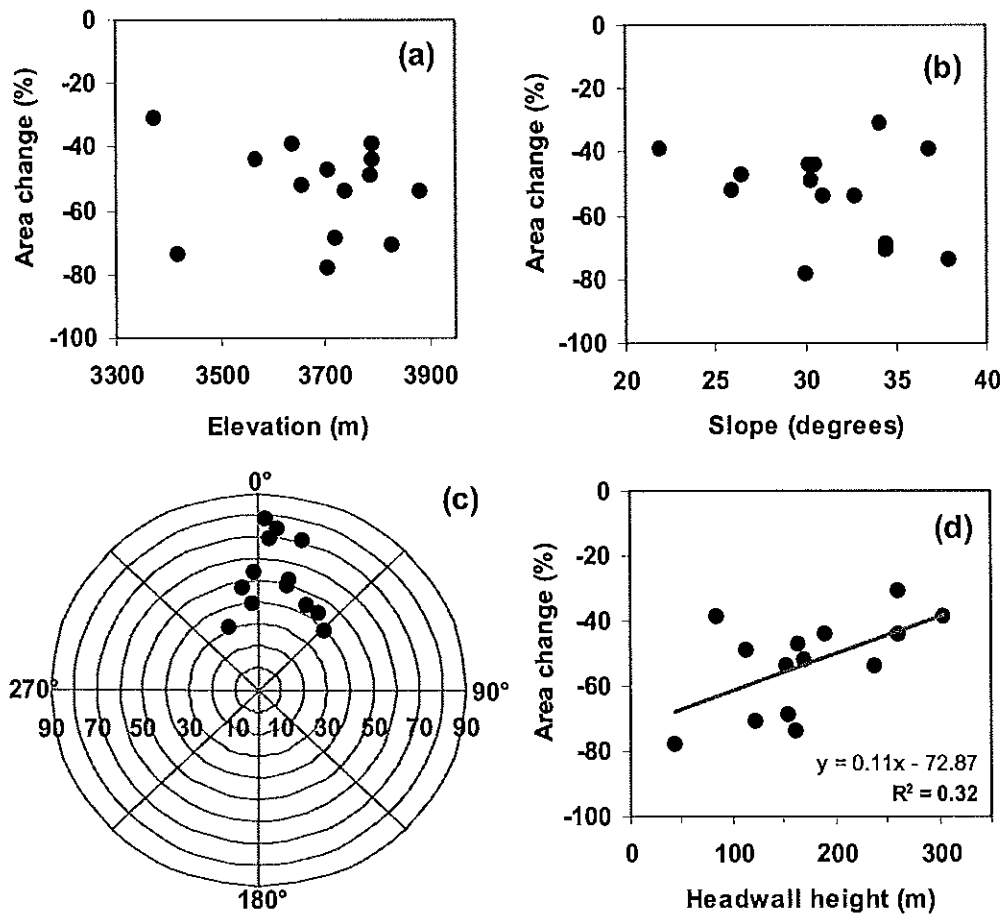 (a)
Area change (%)
0
-20
-40
-60
-80
-100
3300 3500 3700 3900
Elevation (m)
(b)
Area change (%)
0
-20
-40
-60
-80
-100
20 25 30 35 40
Slope (degrees)
(c)
0°
270° 90°
90 70 50 30 10 10 30 50 70 90
180°
(d)
Area change (%)
0
-20
-40
-60
-80
-100
y = 0.11x - 72.87
R² = 0.32
0 100 200 300
Headwall height (m)